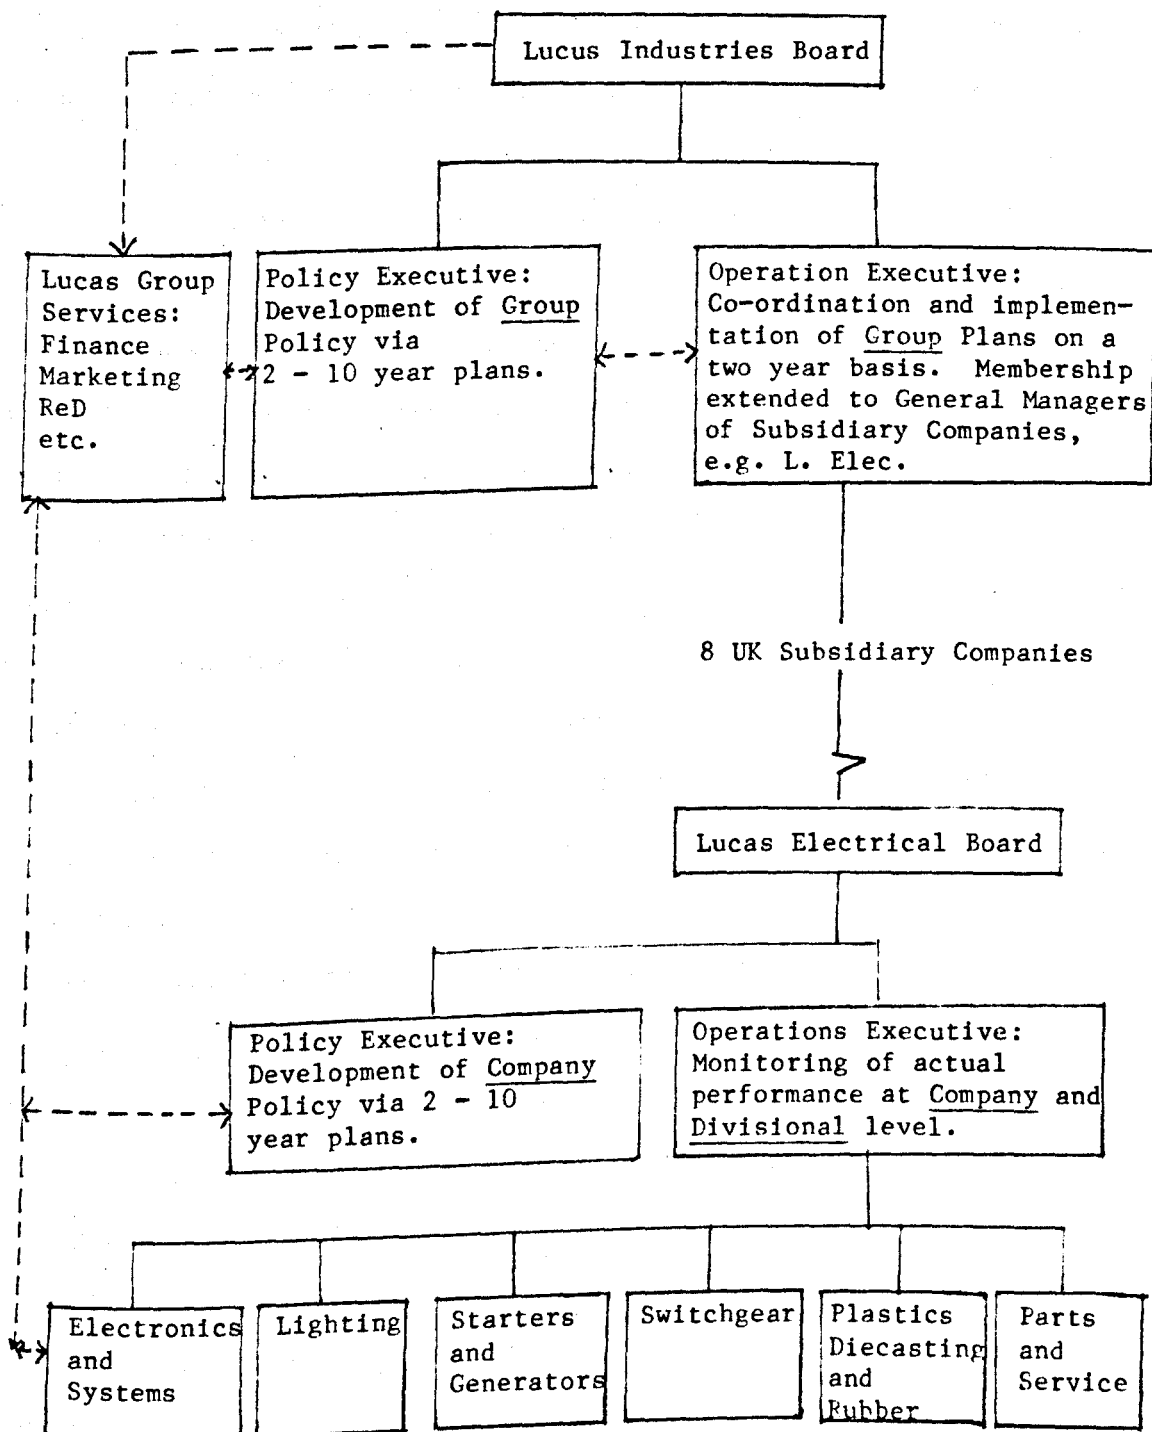 Lucus Industries Board
Lucas Group
Services:
Finance
Marketing
ReD
etc.
Policy Executive:
Development of Group
Policy via
2 - 10 year plans.
Operation Executive:
Co-ordination and implemen-
tation of Group Plans on a
two year basis. Membership
extended to General Managers
of Subsidiary Companies,
e.g. L. Elec.
8 UK Subsidiary Companies
Lucas Electrical Board
Policy Executive:
Development of Company
Policy via 2 - 10
year plans.
Operations Executive:
Monitoring of actual
performance at Company and
Divisional level.
Electronics
and
Systems
Lighting
Starters
and
Generators
Switchgear
Plastics
Diecasting
and
Rubber
Parts
and
Service